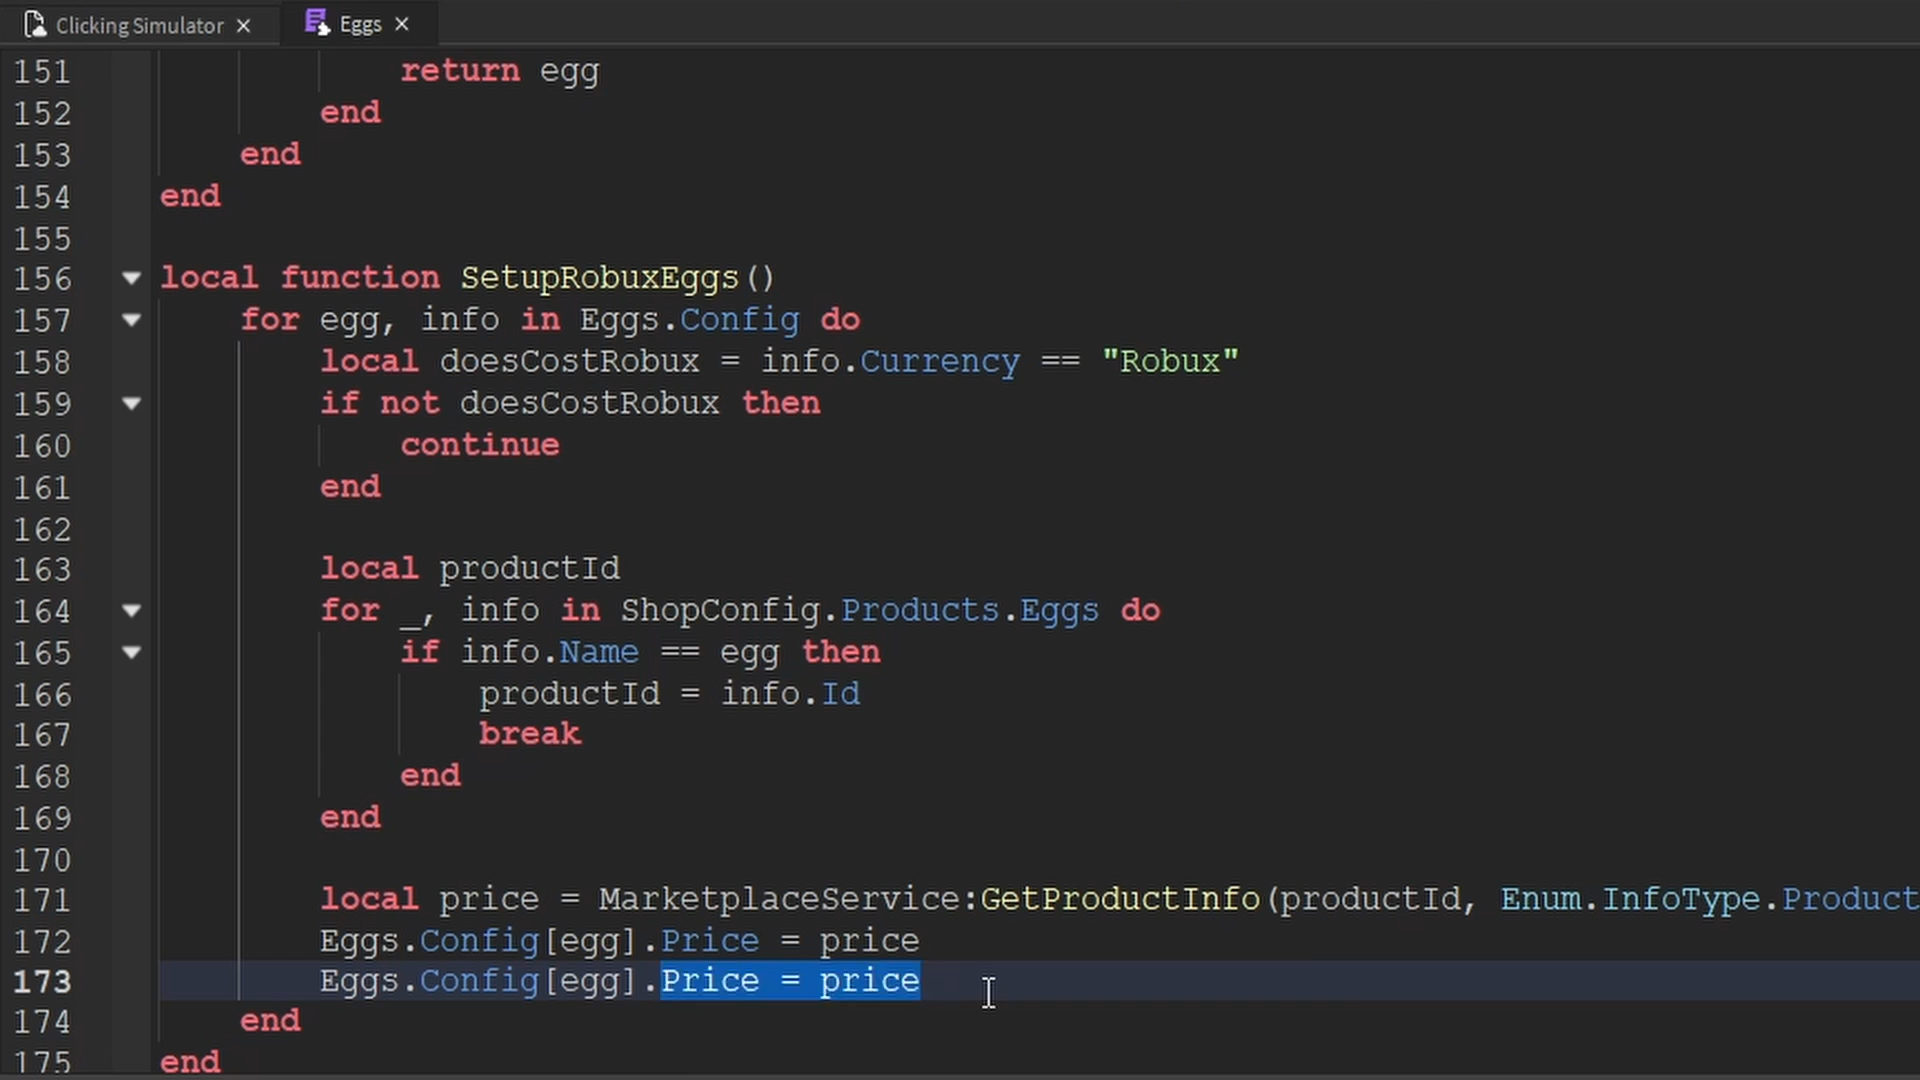 Clicking Simulator × Eggs ×
151 return egg
152 end
153 end
154 end
155
156 local function SetupRobuxEggs()
157 for egg, info in Eggs.Config do
158 local doesCostRobux = info.Currency == "Robux"
159 if not doesCostRobux then
160 continue
161 end
162
163 local productId
164 for _, info in ShopConfig.Products.Eggs do
165 if info.Name == egg then
166 productId = info.Id
167 break
168 end
169 end
170
171 local price = MarketplaceService:GetProductInfo(productId, Enum.InfoType.Product
172 Eggs.Config[egg].Price = price
173 Eggs.Config[egg].Price = price
174 end
175 end